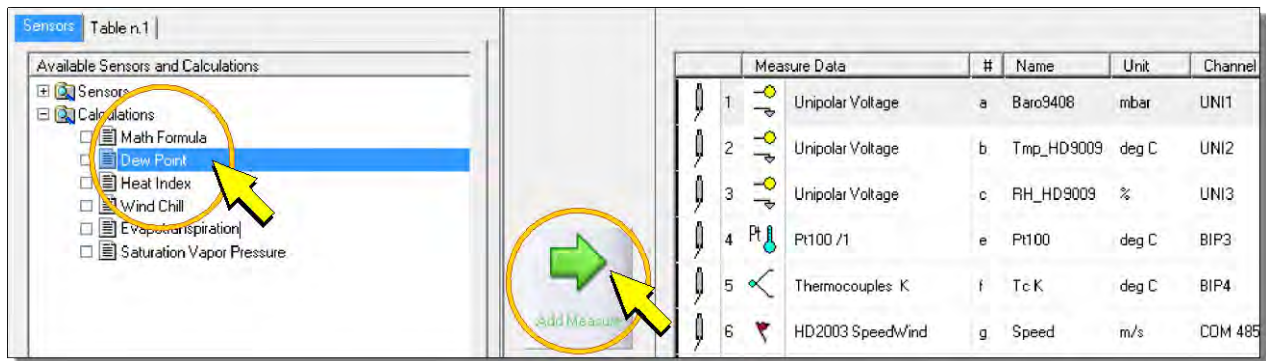 Sensors Table n.1
Available Sensors and Calculations
Sensors
Calculations
Math Formula
Dew Point
Heat Index
Wind Chill
Evapotranspiration
Saturation Vapor Pressure
Add Measure
Measure Data # Name Unit Channel
1 Unipolar Voltage a Baro9408 mbar UNI1
2 Unipolar Voltage b Tmp_HD9009 deg C UNI2
3 Unipolar Voltage c RH_HD9009 % UNI3
4 Pt Pt100 /1 e Pt100 deg C BIP3
5 Thermocouples K f Tc K deg C BIP4
6 HD2003 SpeedWind g Speed m/s COM 485